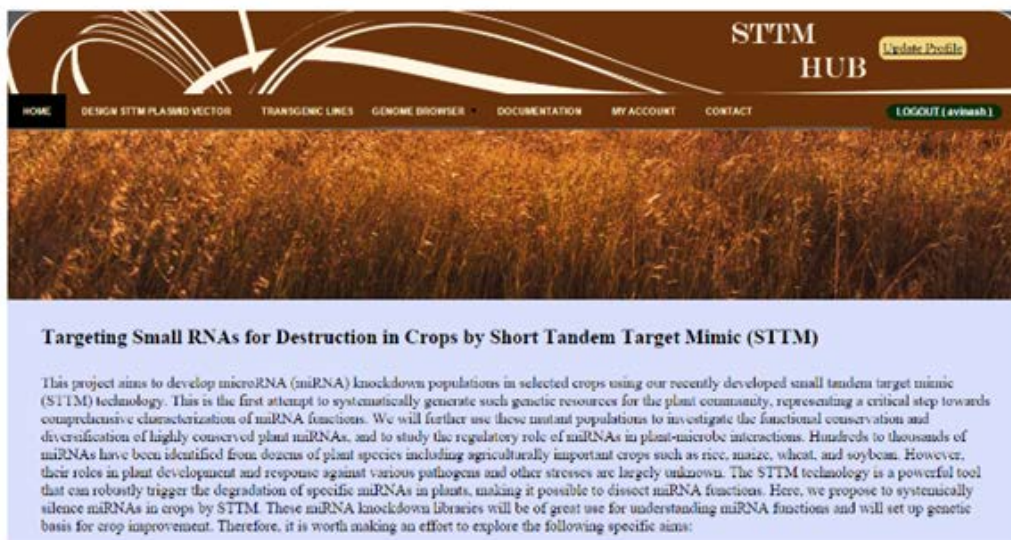 STTM
HUB
Update Profile
HOME DESIGN STTM PLASMID VECTOR TRANSGENIC LINES GENOME BROWSER DOCUMENTATION MY ACCOUNT CONTACT LOGOUT ( avinash )
Targeting Small RNAs for Destruction in Crops by Short Tandem Target Mimic (STTM)
This project aims to develop microRNA (miRNA) knockdown populations in selected crops using our recently developed small tandem target mimic
(STTM) technology. This is the first attempt to systematically generate such genetic resources for the plant community, representing a critical step towards
comprehensive characterization of miRNA functions. We will further use these mutant populations to investigate the functional conservation and
diversification of highly conserved plant miRNAs, and to study the regulatory role of miRNAs in plant-microbe interactions. Hundreds to thousands of
miRNAs have been identified from dozens of plant species including agriculturally important crops such as rice, maize, wheat, and soybean. However,
their roles in plant development and response against various pathogens and other stresses are largely unknown. The STTM technology is a powerful tool
that can robustly trigger the degradation of specific miRNAs in plants, making it possible to dissect miRNA functions. Here, we propose to systemically
silence miRNAs in crops by STTM. These miRNA knockdown libraries will be of great use for understanding miRNA functions and will set up genetic
basis for crop improvement. Therefore, it is worth making an effort to explore the following specific aims: